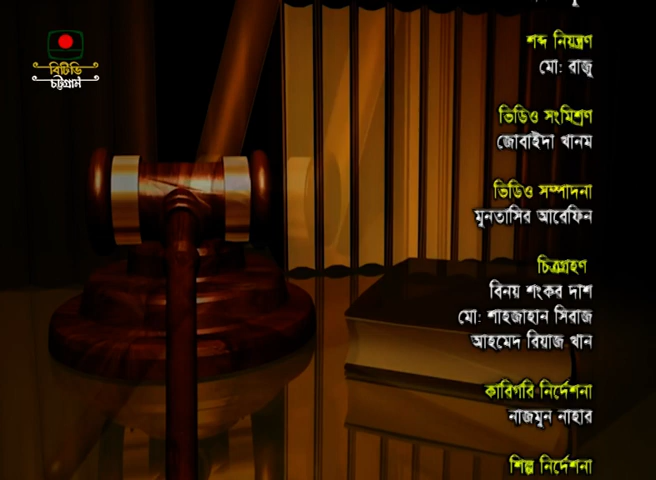 বিটিভি
চট্টগ্রাম
শব্দ নিয়ন্ত্রণ
মো: রাজু
ভিডিও সংমিশ্রণ
জোবাইদা খানম
ভিডিও সম্পাদনা
মুনতাসির আরেফিন
চিত্রগ্রহণ
বিনয় শংকর দাশ
মো: শাহজাহান সিরাজ
আহমেদ রিয়াজ খান
কারিগরি নির্দেশনা
নাজমুন নাহার
শিল্প নির্দেশনা